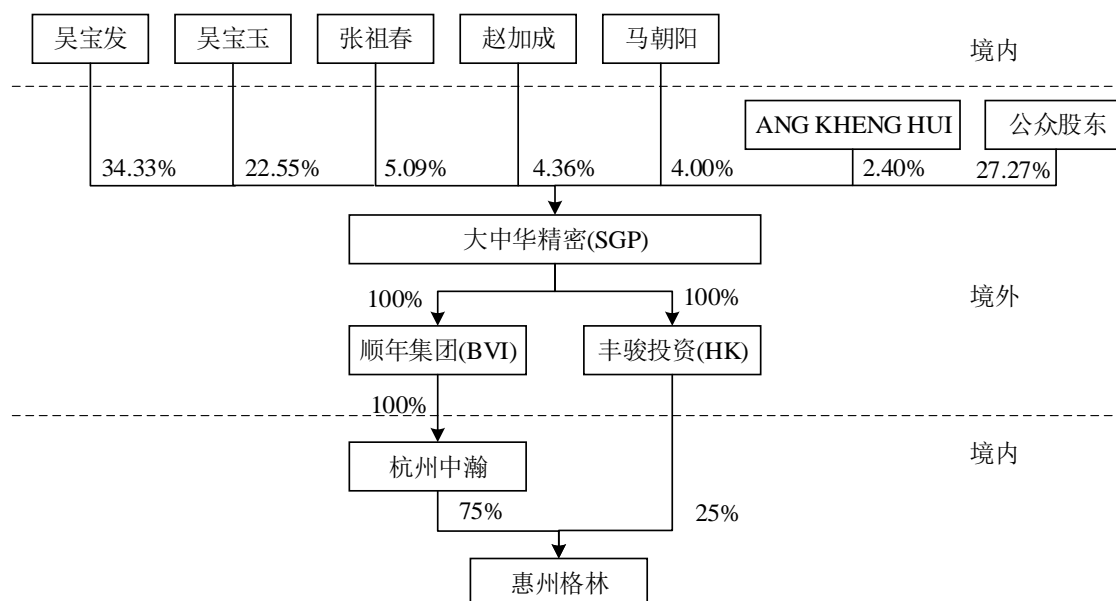 吴宝发
吴宝玉
张祖春
赵加成
马朝阳
境内
ANG KHENG HUI
公众股东
34.33%
22.55%
5.09%
4.36%
4.00%
2.40%
27.27%
大中华精密(SGP)
境外
100%
100%
顺年集团(BVI)
丰骏投资(HK)
100%
境内
杭州中瀚
75%
25%
惠州格林